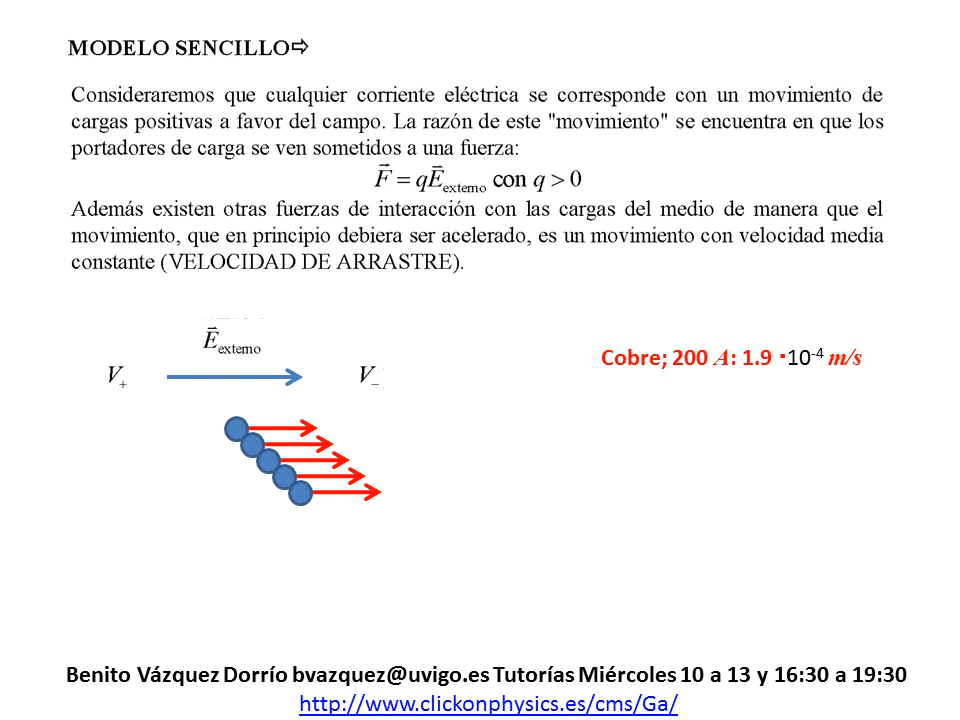 MODELO SENCILLO⇨
Consideraremos que cualquier corriente eléctrica se corresponde con un movimiento de
cargas positivas a favor del campo. La razón de este "movimiento" se encuentra en que los
portadores de carga se ven sometidos a una fuerza:
F⃗ = qE⃗externo con q > 0
Además existen otras fuerzas de interacción con las cargas del medio de manera que el
movimiento, que en principio debiera ser acelerado, es un movimiento con velocidad media
constante (VELOCIDAD DE ARRASTRE).
E⃗externo
V+ V−
Cobre; 200 A: 1.9 ·10-4 m/s
Benito Vázquez Dorrío bvazquez@uvigo.es Tutorías Miércoles 10 a 13 y 16:30 a 19:30
http://www.clickonphysics.es/cms/Ga/